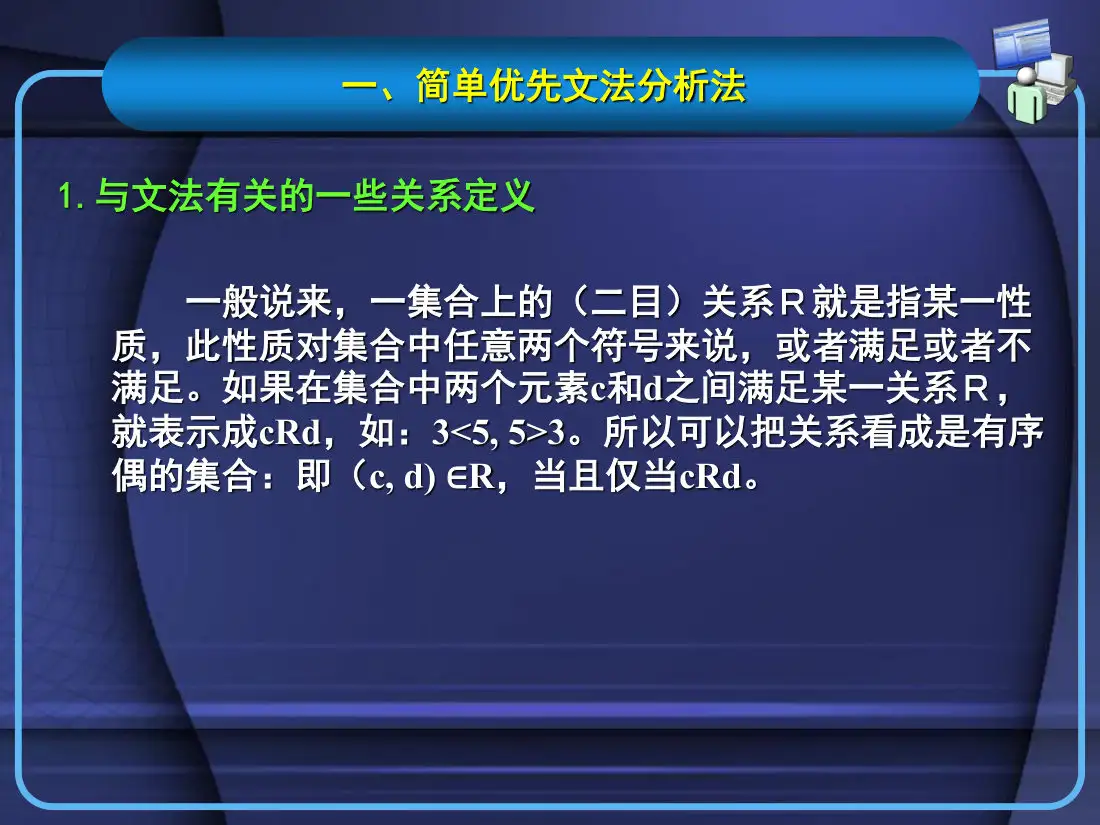 一、简单优先文法分析法
1. 与文法有关的一些关系定义
一般说来，一集合上的（二目）关系Ｒ就是指某一性
质，此性质对集合中任意两个符号来说，或者满足或者不
满足。如果在集合中两个元素c和d之间满足某一关系Ｒ，
就表示成cRd，如：3<5, 5>3。所以可以把关系看成是有序
偶的集合：即（c, d) ∈R，当且仅当cRd。